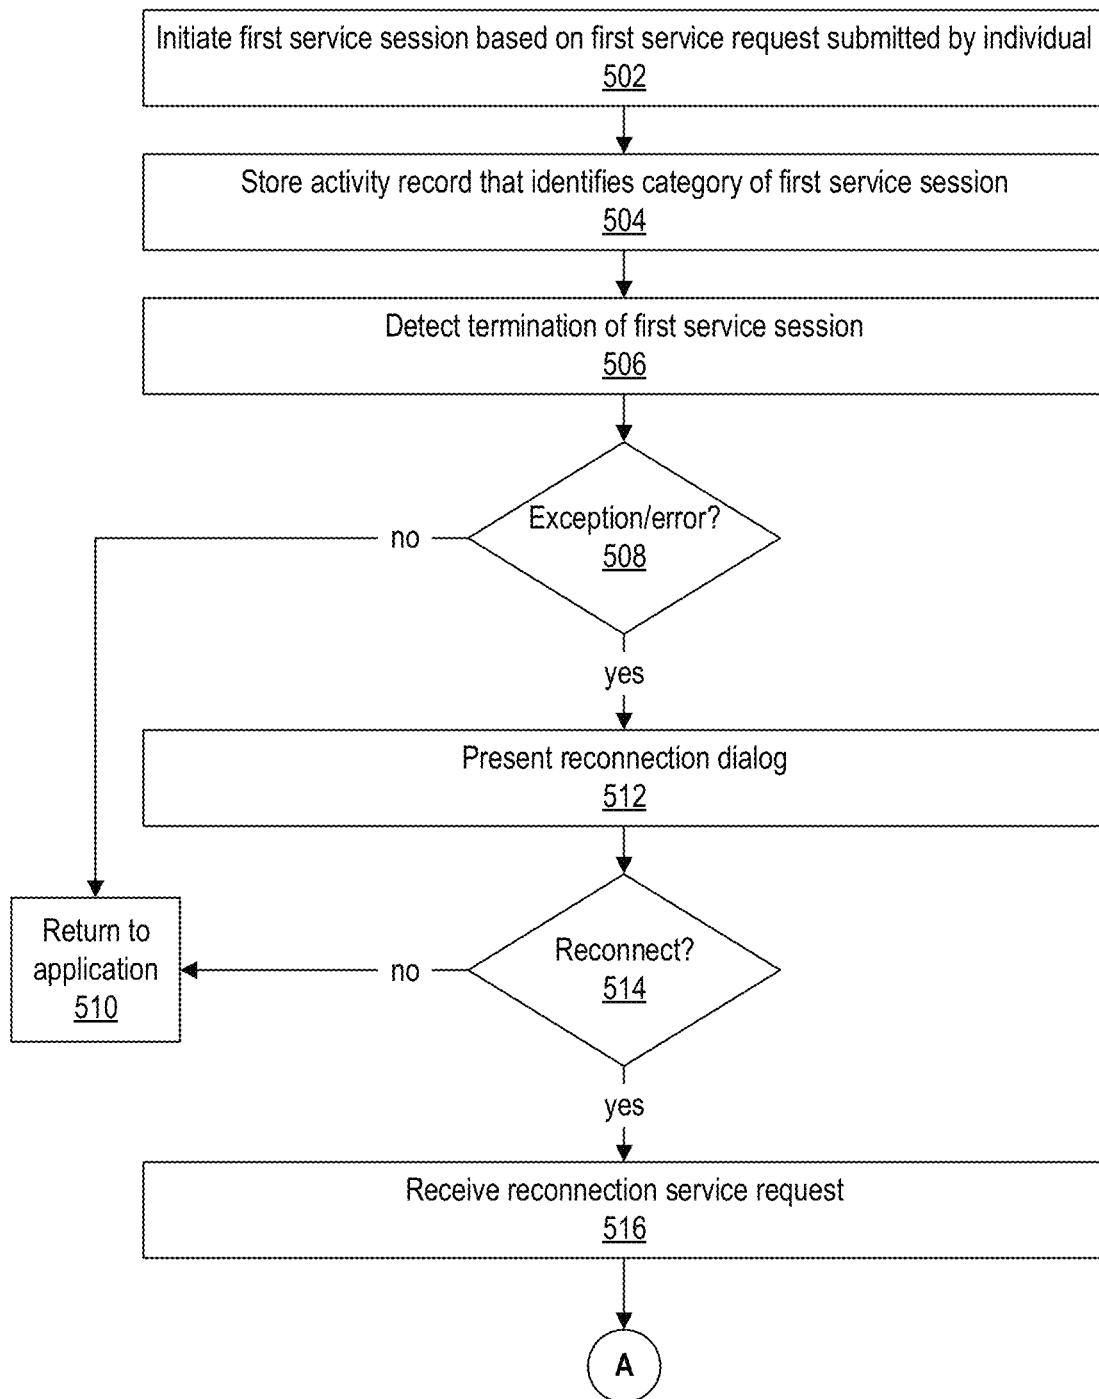 Initiate first service session based on first service request submitted by individual
502
Store activity record that identifies category of first service session
504
Detect termination of first service session
506
Exception/error?
508
no
yes
Present reconnection dialog
512
Return to
application
510
no
Reconnect?
514
yes
Receive reconnection service request
516
A